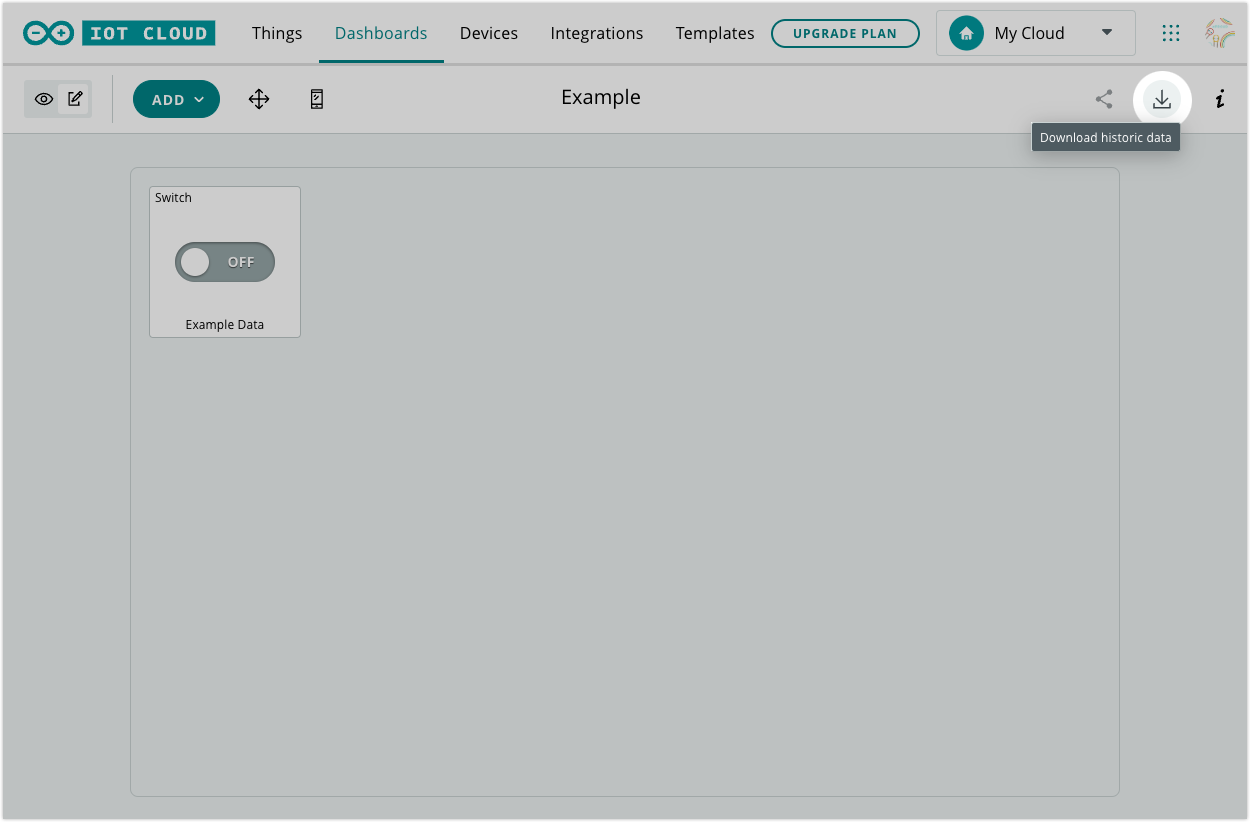 IOT CLOUD Things Dashboards Devices Integrations Templates UPGRADE PLAN My Cloud
ADD Example
Download historic data
Switch
OFF
Example Data